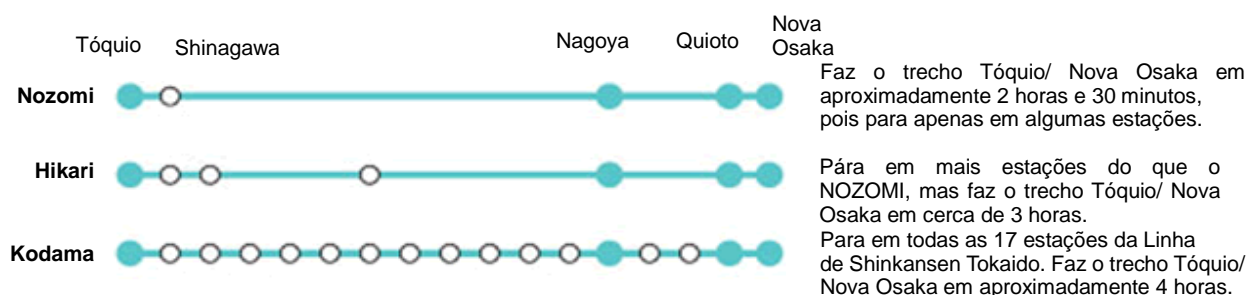 Tóquio Shinagawa Nagoya Quioto Nova
Osaka
Nozomi
Faz o trecho Tóquio/ Nova Osaka em
aproximadamente 2 horas e 30 minutos,
pois para apenas em algumas estações.
Hikari
Pára em mais estações do que o
NOZOMI, mas faz o trecho Tóquio/ Nova
Osaka em cerca de 3 horas.
Kodama
Para em todas as 17 estações da Linha
de Shinkansen Tokaido. Faz o trecho Tóquio/
Nova Osaka em aproximadamente 4 horas.